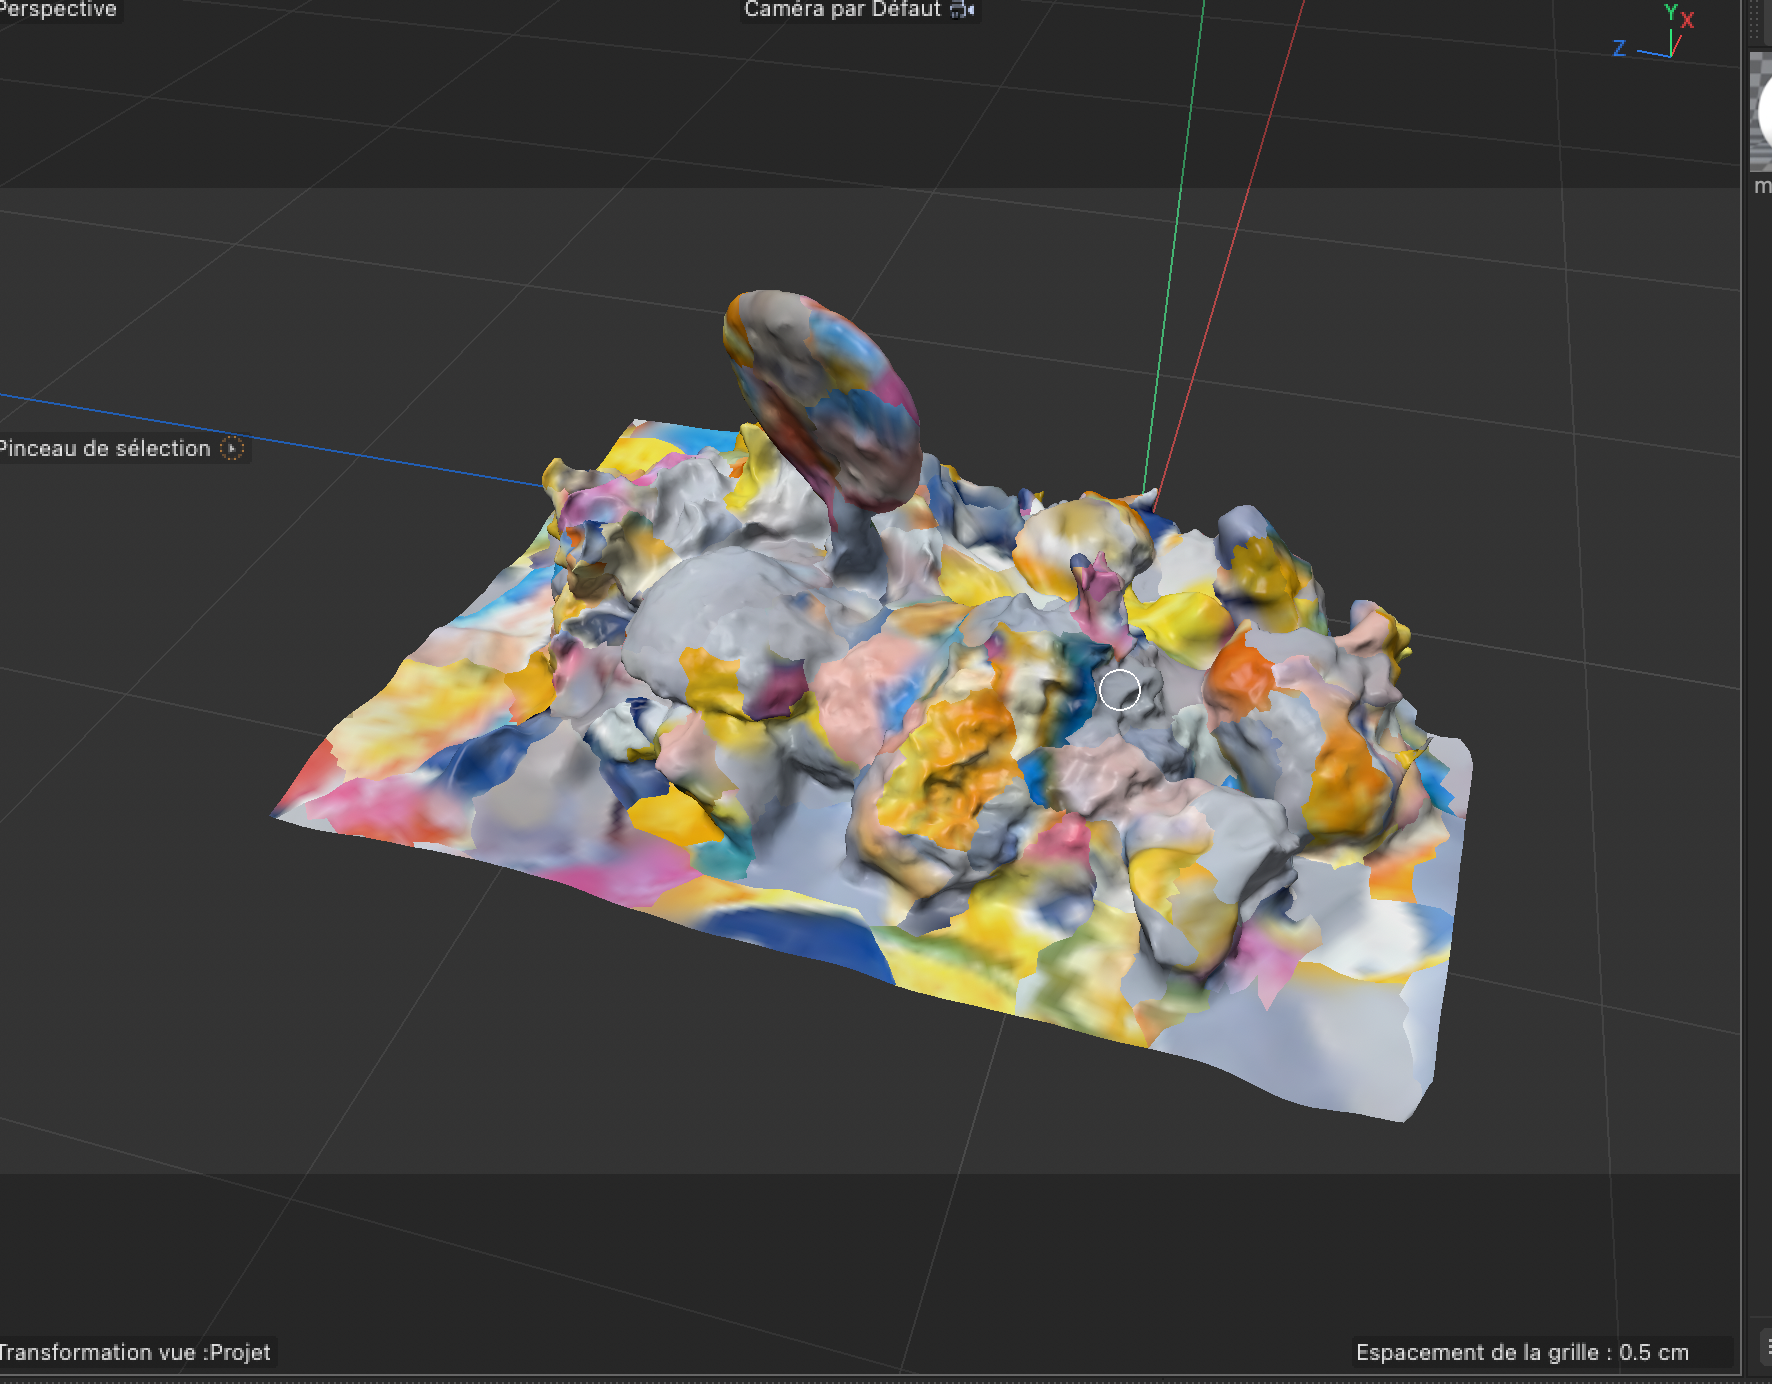 Perspective
Caméra par Défaut
Y
X
Z
m
Pinceau de sélection
Transformation vue :Projet
Espacement de la grille : 0.5 cm